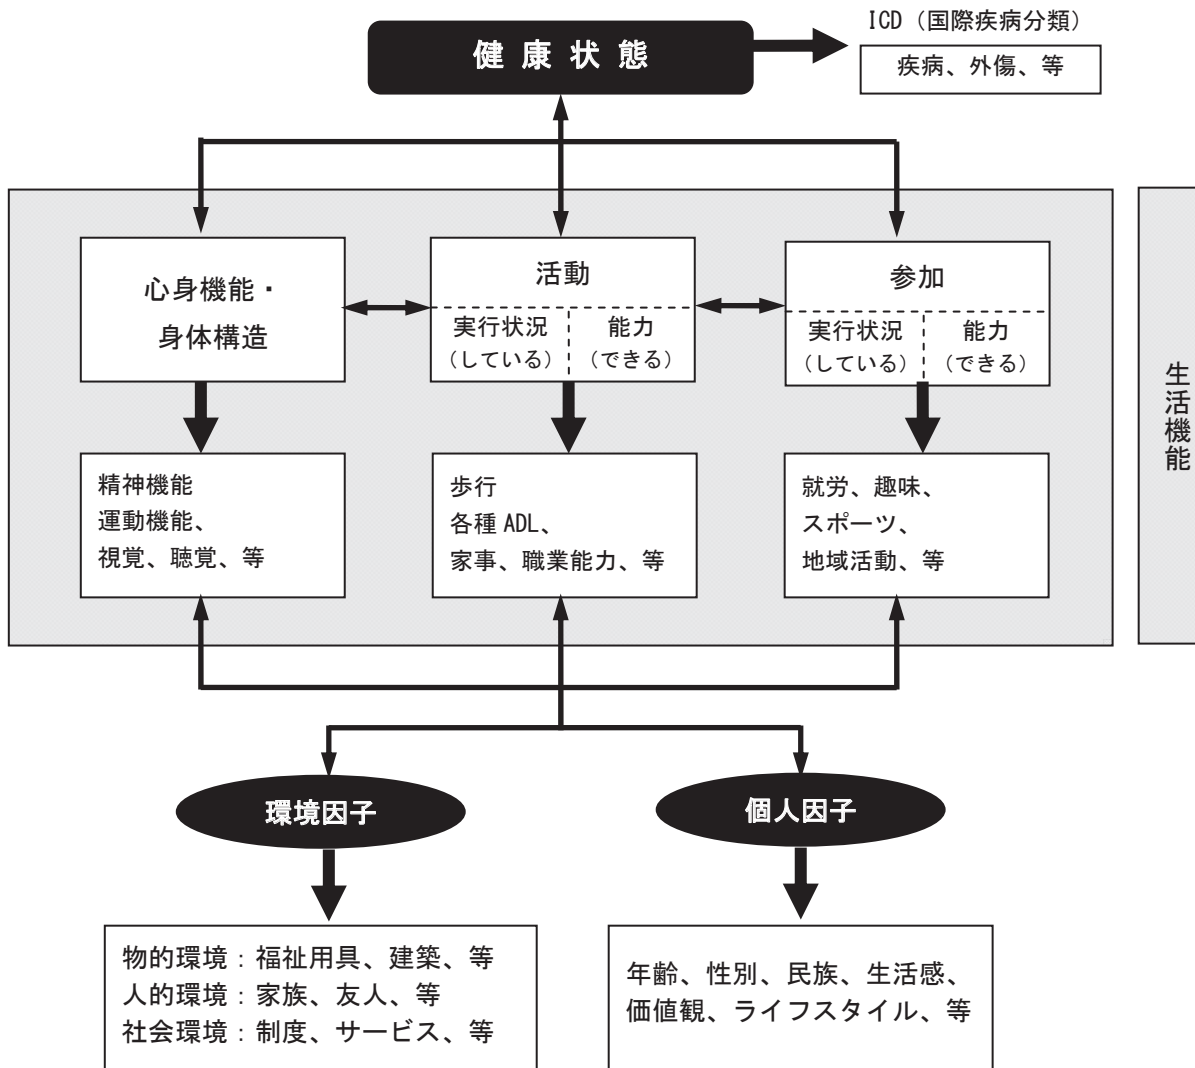 ICD（国際疾病分類）
健康状態
疾病、外傷、等
心身機能・
身体構造
活動
実行状況
（している）
能力
（できる）
参加
実行状況
（している）
能力
（できる）
生活機能
精神機能
運動機能、
視覚、聴覚、等
歩行
各種 ADL、
家事、職業能力、等
就労、趣味、
スポーツ、
地域活動、等
環境因子
個人因子
物的環境：福祉用具、建築、等
人的環境：家族、友人、等
社会環境：制度、サービス、等
年齢、性別、民族、生活感、
価値観、ライフスタイル、等